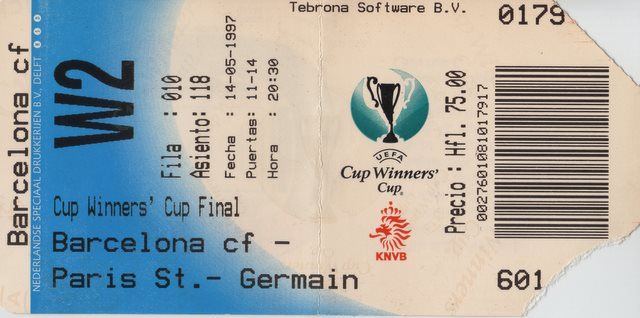 Tebrona Software B.V.
0179
Barcelona cf
NEDERLANDSE SPECIAAL DRUKKERIJEN B.V., DELFT
W2
Fila : 010
Asiento: 118
Fecha : 14-05-1997
Puertas: 11-14
Hora : 20:30
UEFA
Cup Winners'
Cup
KNVB
Precio : Hfl. 75.00
0027601081017917
Cup Winners' Cup Final
Barcelona cf -
Paris St.- Germain
601